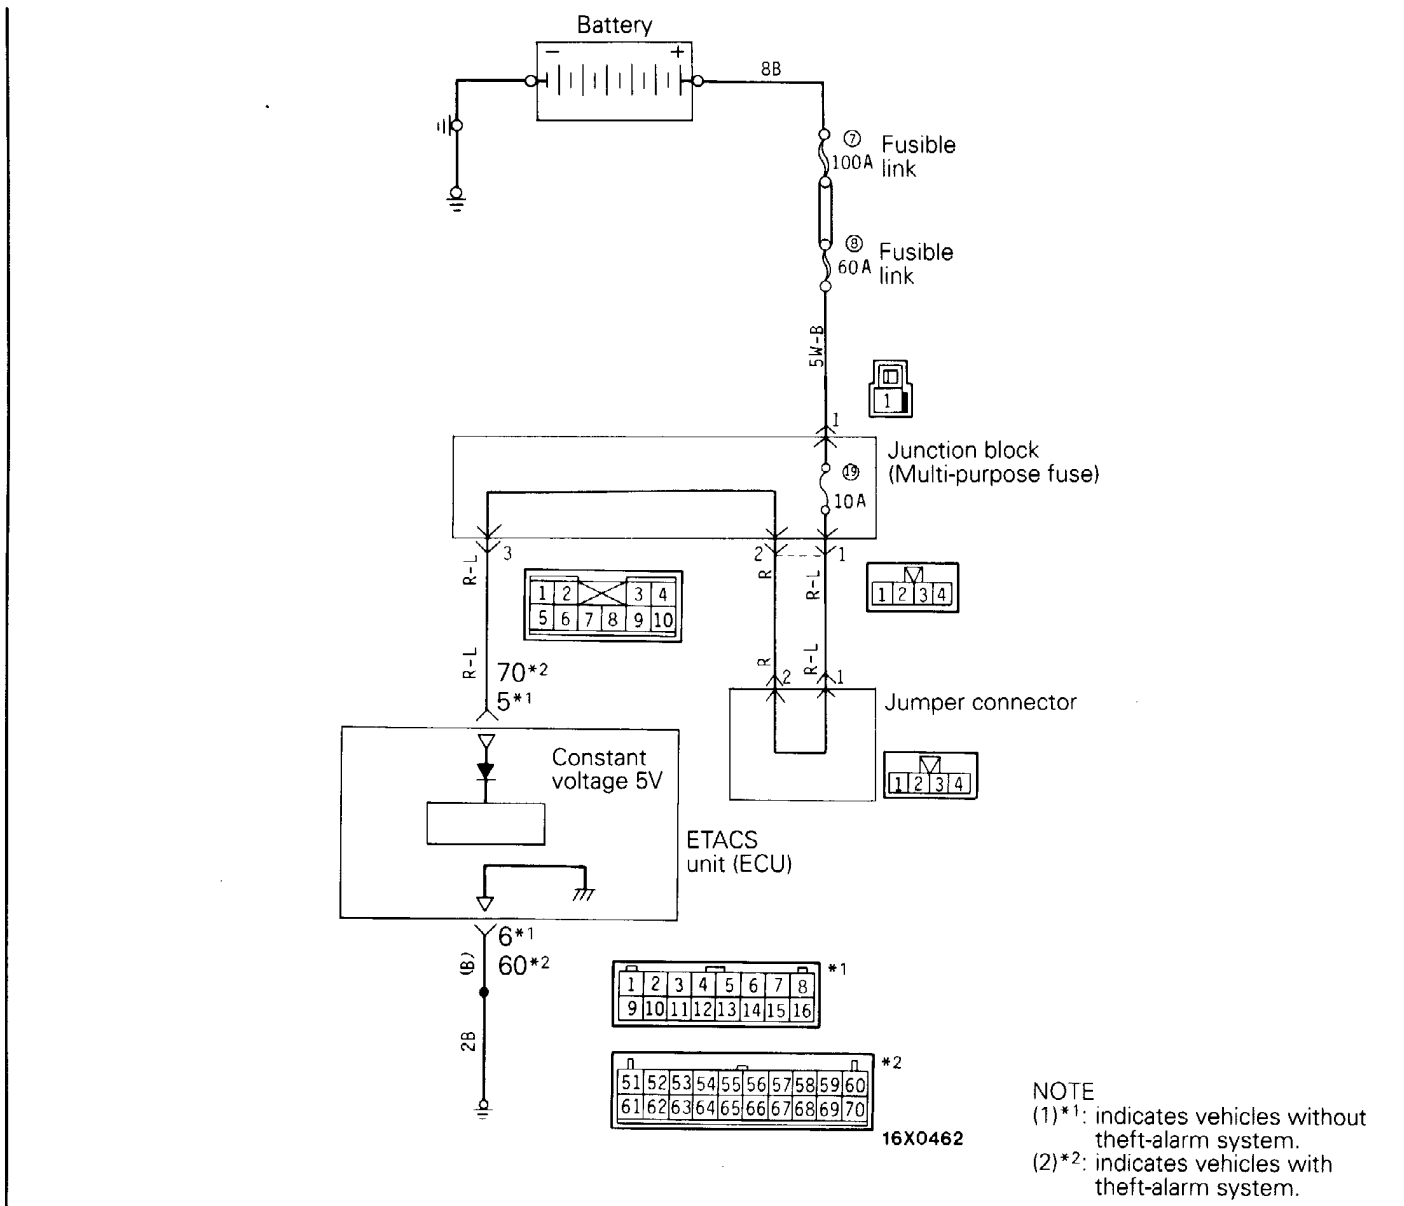 Battery
− +
8B
⑦ Fusible
100A link
⑧ Fusible
60A link
5W-B
1
1
Junction block
(Multi-purpose fuse)
⑲
10A
3
2
1
R-L
R
R-L
1 2 3 4
5 6 7 8 9 10
1 2 3 4
R-L
R
R-L
70*2
5*1
2
1
Jumper connector
Constant
voltage 5V
1 2 3 4
ETACS
unit (ECU)
6*1
60*2
(B)
2B
*1
1 2 3 4 5 6 7 8
9 10 11 12 13 14 15 16
*2
51 52 53 54 55 56 57 58 59 60
61 62 63 64 65 66 67 68 69 70
16X0462
NOTE
(1)*1: indicates vehicles without
theft-alarm system.
(2)*2: indicates vehicles with
theft-alarm system.